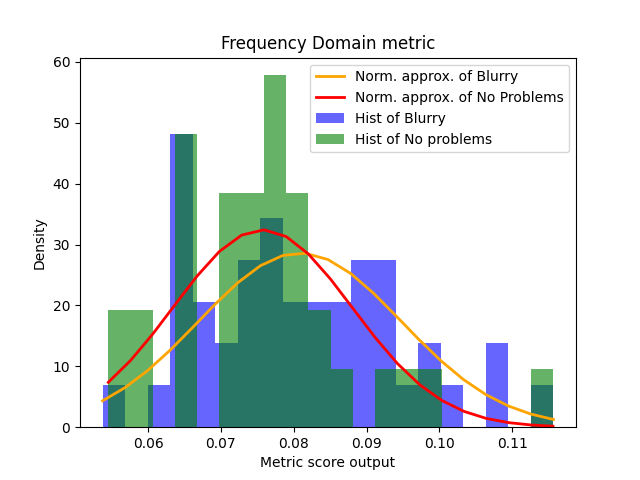 Frequency Domain metric
Norm. approx. of Blurry
Norm. approx. of No Problems
Hist of Blurry
Hist of No problems
60
50
40
30
20
10
0
Density
0.06 0.07 0.08 0.09 0.10 0.11
Metric score output